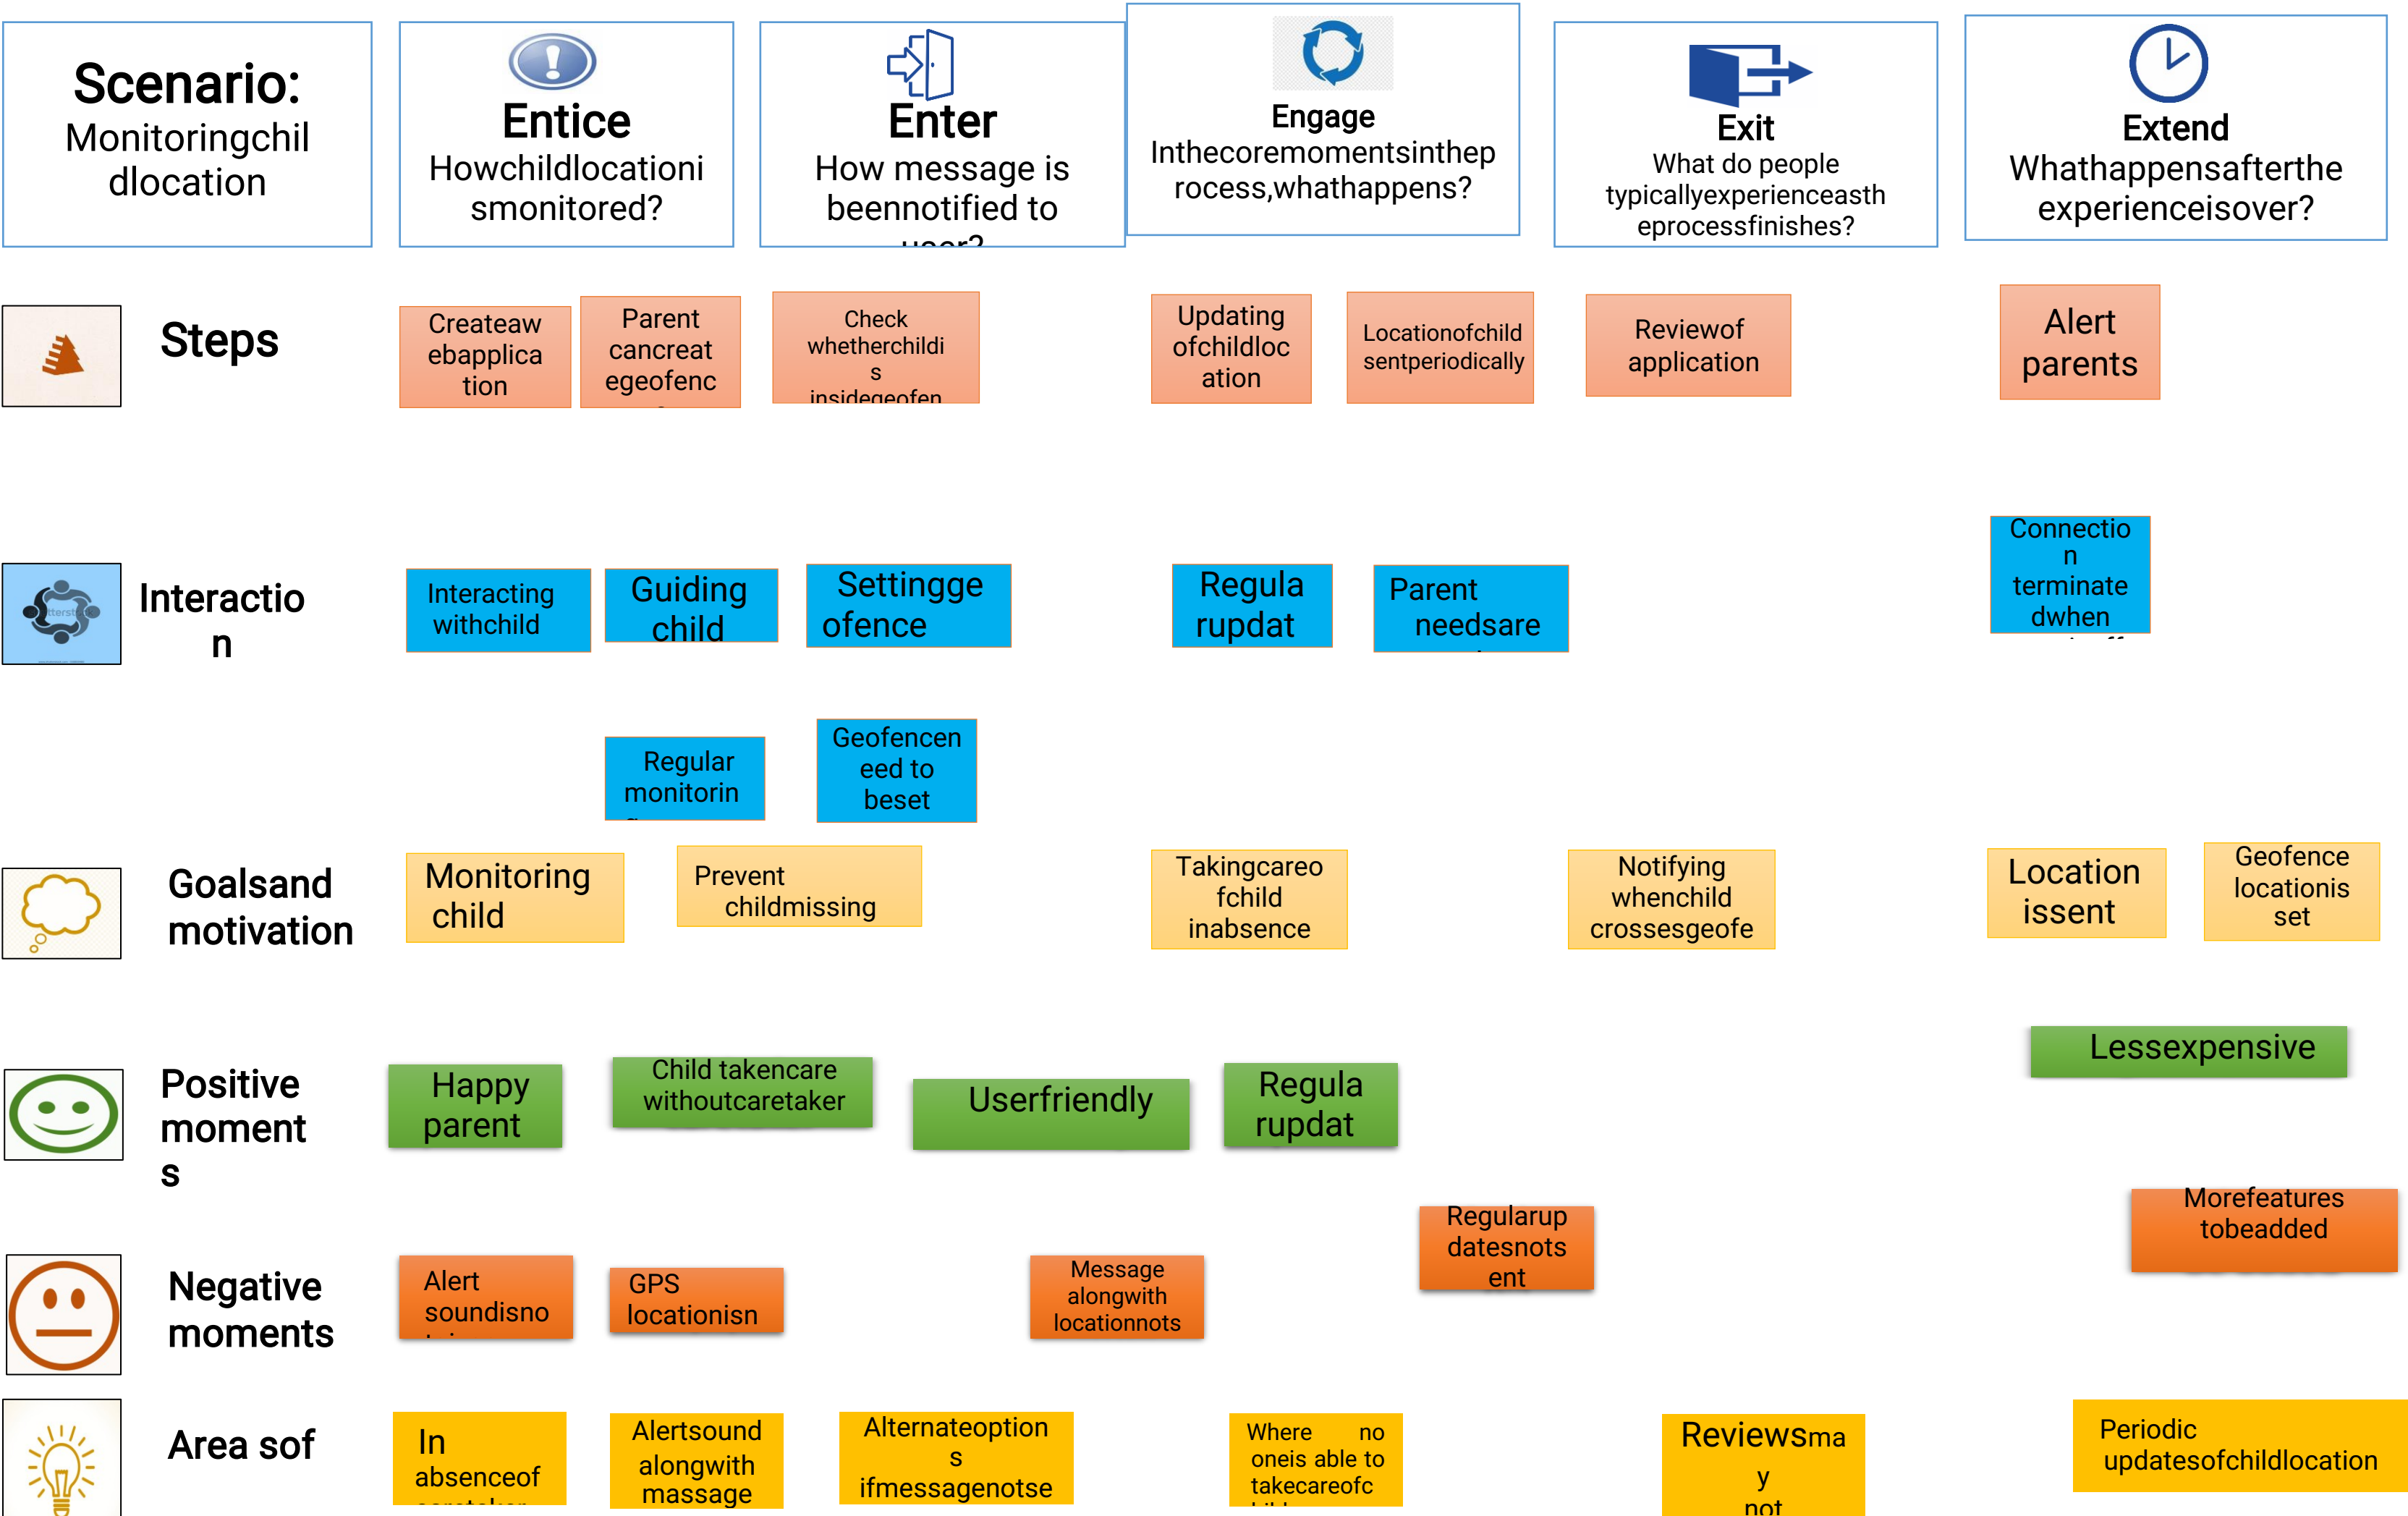 Scenario:
Monitoringchil
dlocation
Entice
Howchildlocationi
smonitored?
Enter
How message is
beennotified to
user?
Engage
Inthecoremomentsinthep
rocess,whathappens?
Exit
What do people
typicallyexperienceasth
eprocessfinishes?
Extend
Whathappensafterthe
experienceisover?
Steps
Createaw
ebapplica
tion
Parent
cancreat
egeofenc
Check
whetherchildi
s
insidegeofen
Updating
ofchildloc
ation
Locationofchild
sentperiodically
Reviewof
application
Alert
parents
Interactio
n
Interacting
withchild
Guiding
child
Settingge
ofence
Regula
rupdat
Parent
needsare
Connectio
n
terminate
dwhen
Regular
monitorin
Geofencen
eed to
beset
Goalsand
motivation
Monitoring
child
Prevent
childmissing
Takingcareo
fchild
inabsence
Notifying
whenchild
crossesgeofe
Location
issent
Geofence
locationis
set
Positive
moment
s
Happy
parent
Child takencare
withoutcaretaker
Userfriendly
Regula
rupdat
Lessexpensive
Negative
moments
Alert
soundisno
GPS
locationisn
Message
alongwith
locationnots
Regularup
datesnots
ent
Morefeatures
tobeadded
Area sof
In
absenceof
Alertsound
alongwith
massage
Alternateoption
s
ifmessagenotse
Where no
oneis able to
takecareofc
Reviewsma
y
not
Periodic
updatesofchildlocation